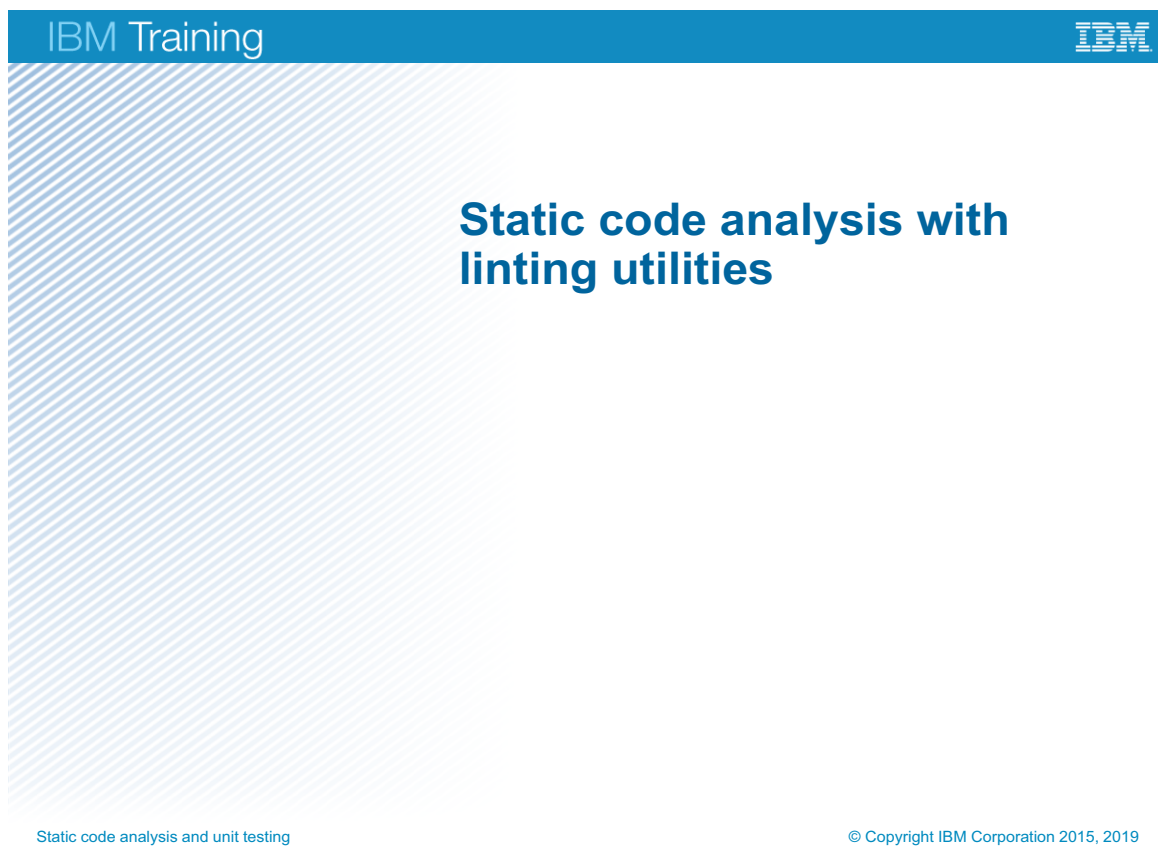 IBM Training
IBM
Static code analysis with
linting utilities
Static code analysis and unit testing
© Copyright IBM Corporation 2015, 2019